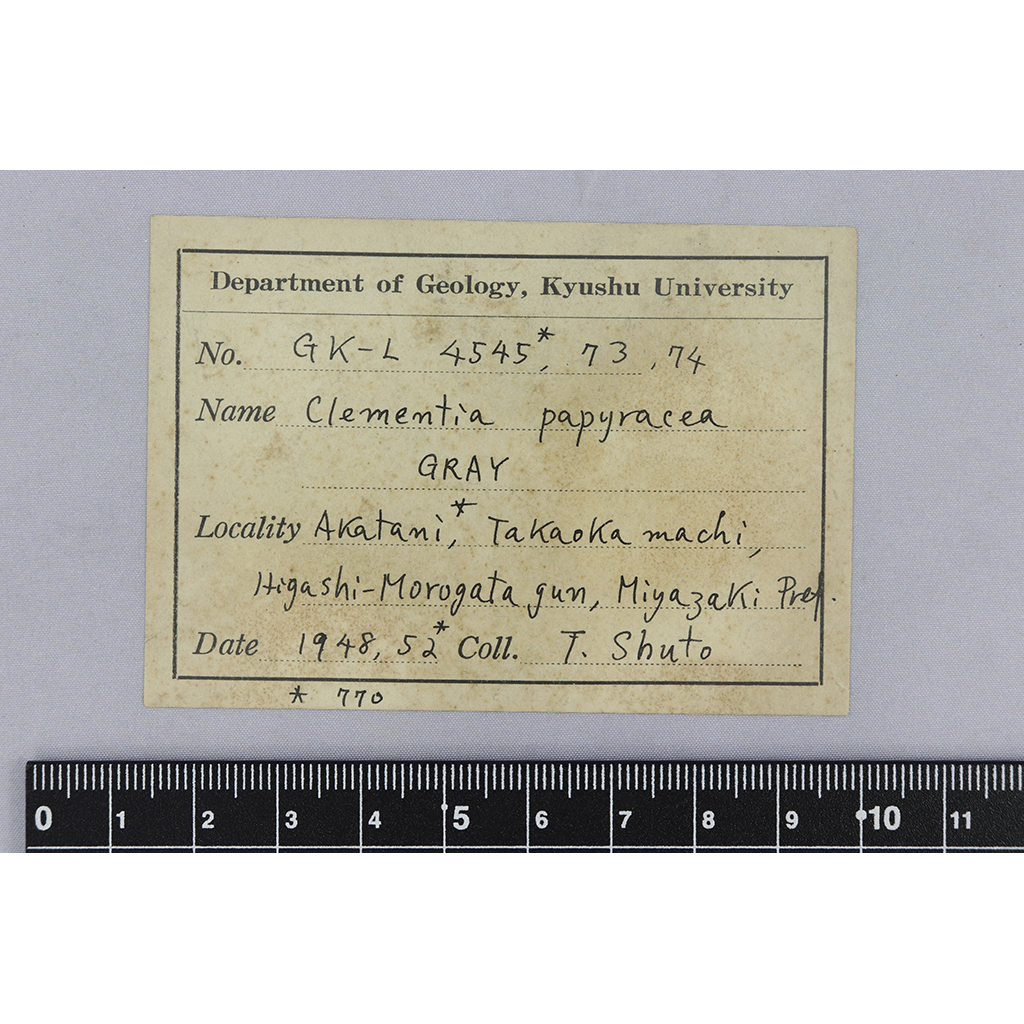 Department of Geology, Kyushu University
No. GK-L 4545*, 73, 74
Name Clementia papyracea
GRAY
Locality Akatani,* Takaoka machi,
Higashi-Morogata gun, Miyazaki Pref.
Date 1948, 52* Coll. T. Shuto
* 770
0 1 2 3 4 5 6 7 8 9 10 11